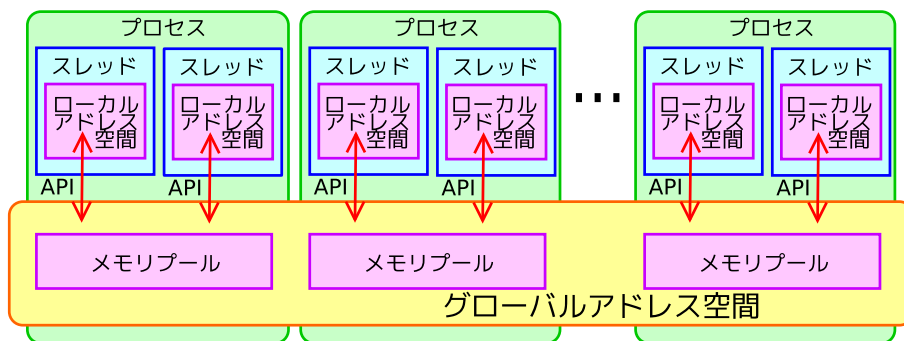 プロセス
スレッド
ローカル
アドレス
空間
API
スレッド
ローカル
アドレス
空間
API
メモリプール
プロセス
スレッド
ローカル
アドレス
空間
API
スレッド
ローカル
アドレス
空間
API
メモリプール
…
プロセス
スレッド
ローカル
アドレス
空間
API
スレッド
ローカル
アドレス
空間
API
メモリプール
グローバルアドレス空間